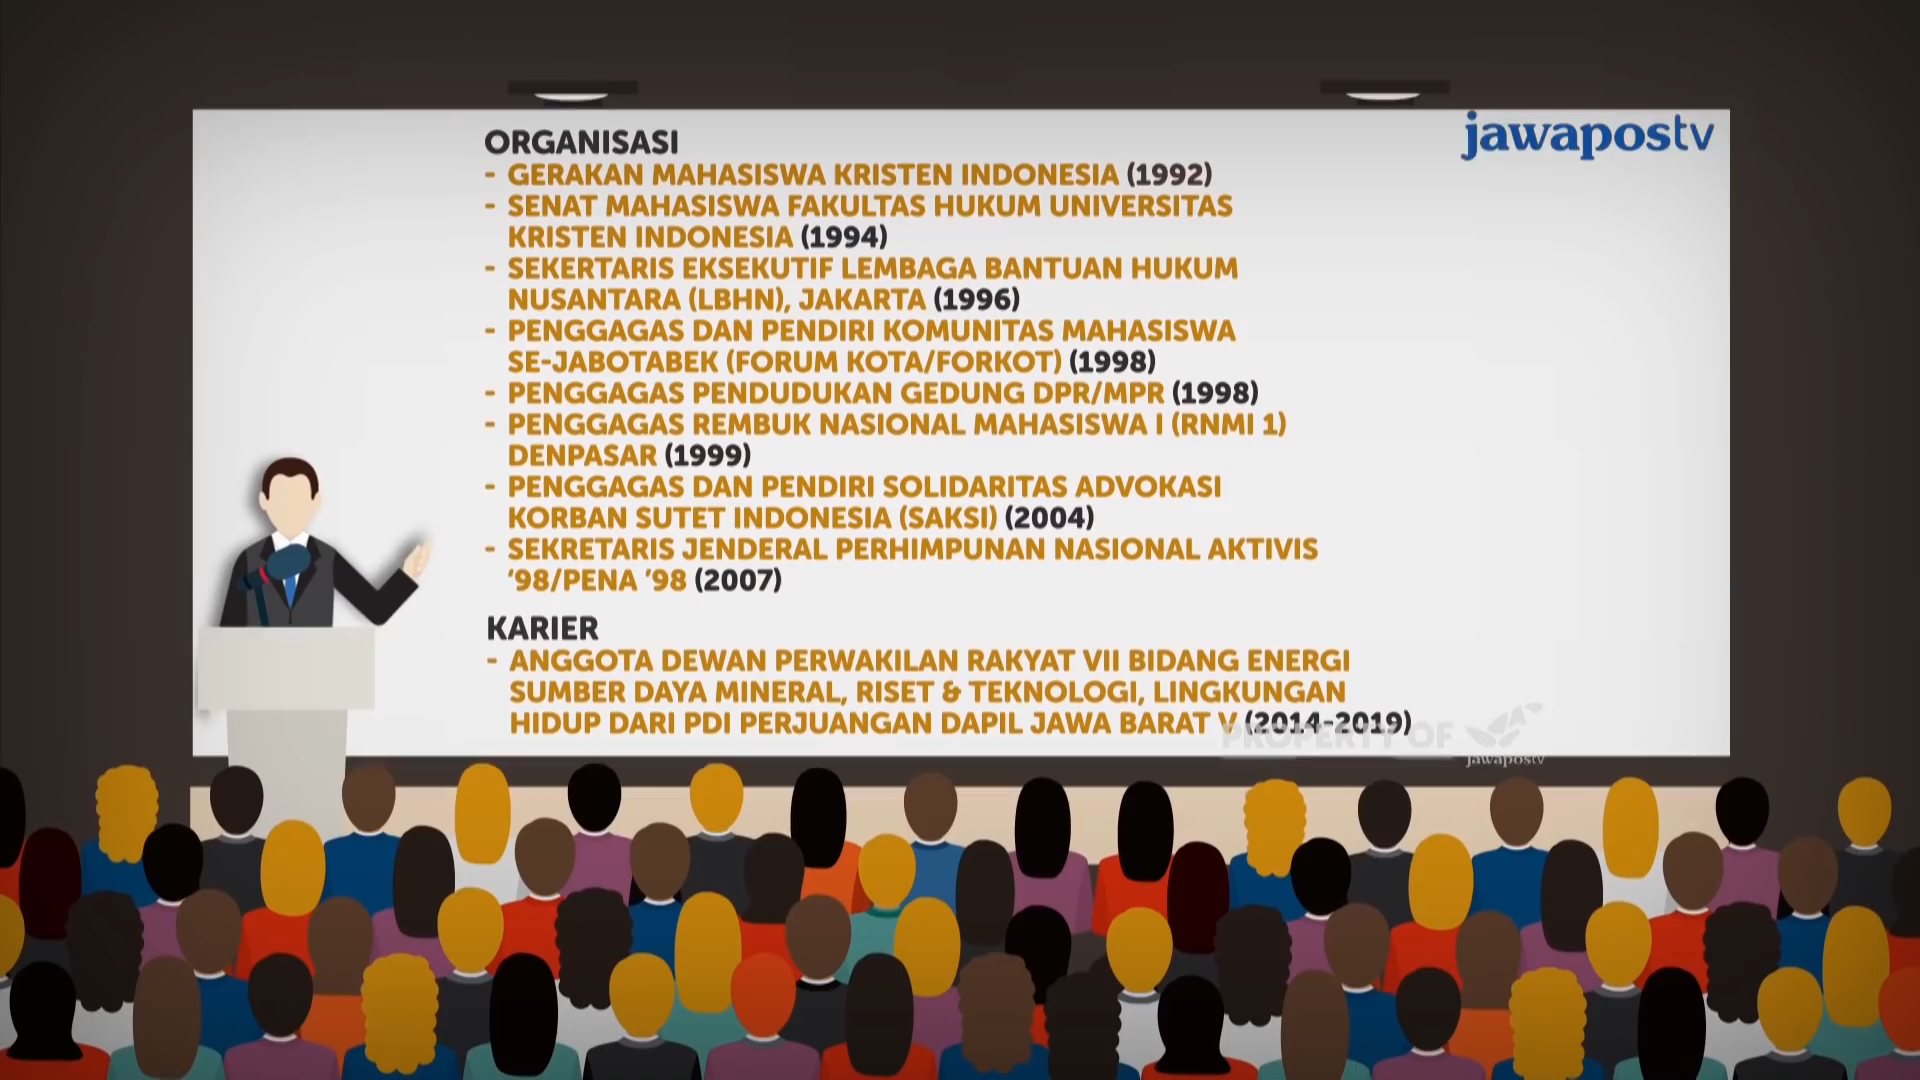 jawapostv
ORGANISASI
- GERAKAN MAHASISWA KRISTEN INDONESIA (1992)
- SENAT MAHASISWA FAKULTAS HUKUM UNIVERSITAS
KRISTEN INDONESIA (1994)
- SEKERTARIS EKSEKUTIF LEMBAGA BANTUAN HUKUM
NUSANTARA (LBHN), JAKARTA (1996)
- PENGGAGAS DAN PENDIRI KOMUNITAS MAHASISWA
SE-JABOTABEK (FORUM KOTA/FORKOT) (1998)
- PENGGAGAS PENDUDUKAN GEDUNG DPR/MPR (1998)
- PENGGAGAS REMBUK NASIONAL MAHASISWA I (RNMI 1)
DENPASAR (1999)
- PENGGAGAS DAN PENDIRI SOLIDARITAS ADVOKASI
KORBAN SUTET INDONESIA (SAKSI) (2004)
- SEKRETARIS JENDERAL PERHIMPUNAN NASIONAL AKTIVIS
'98/PENA '98 (2007)
KARIER
- ANGGOTA DEWAN PERWAKILAN RAKYAT VII BIDANG ENERGI
SUMBER DAYA MINERAL, RISET & TEKNOLOGI, LINGKUNGAN
HIDUP DARI PDI PERJUANGAN DAPIL JAWA BARAT V (2014-2019)
PROPERTY OF
jawapostv